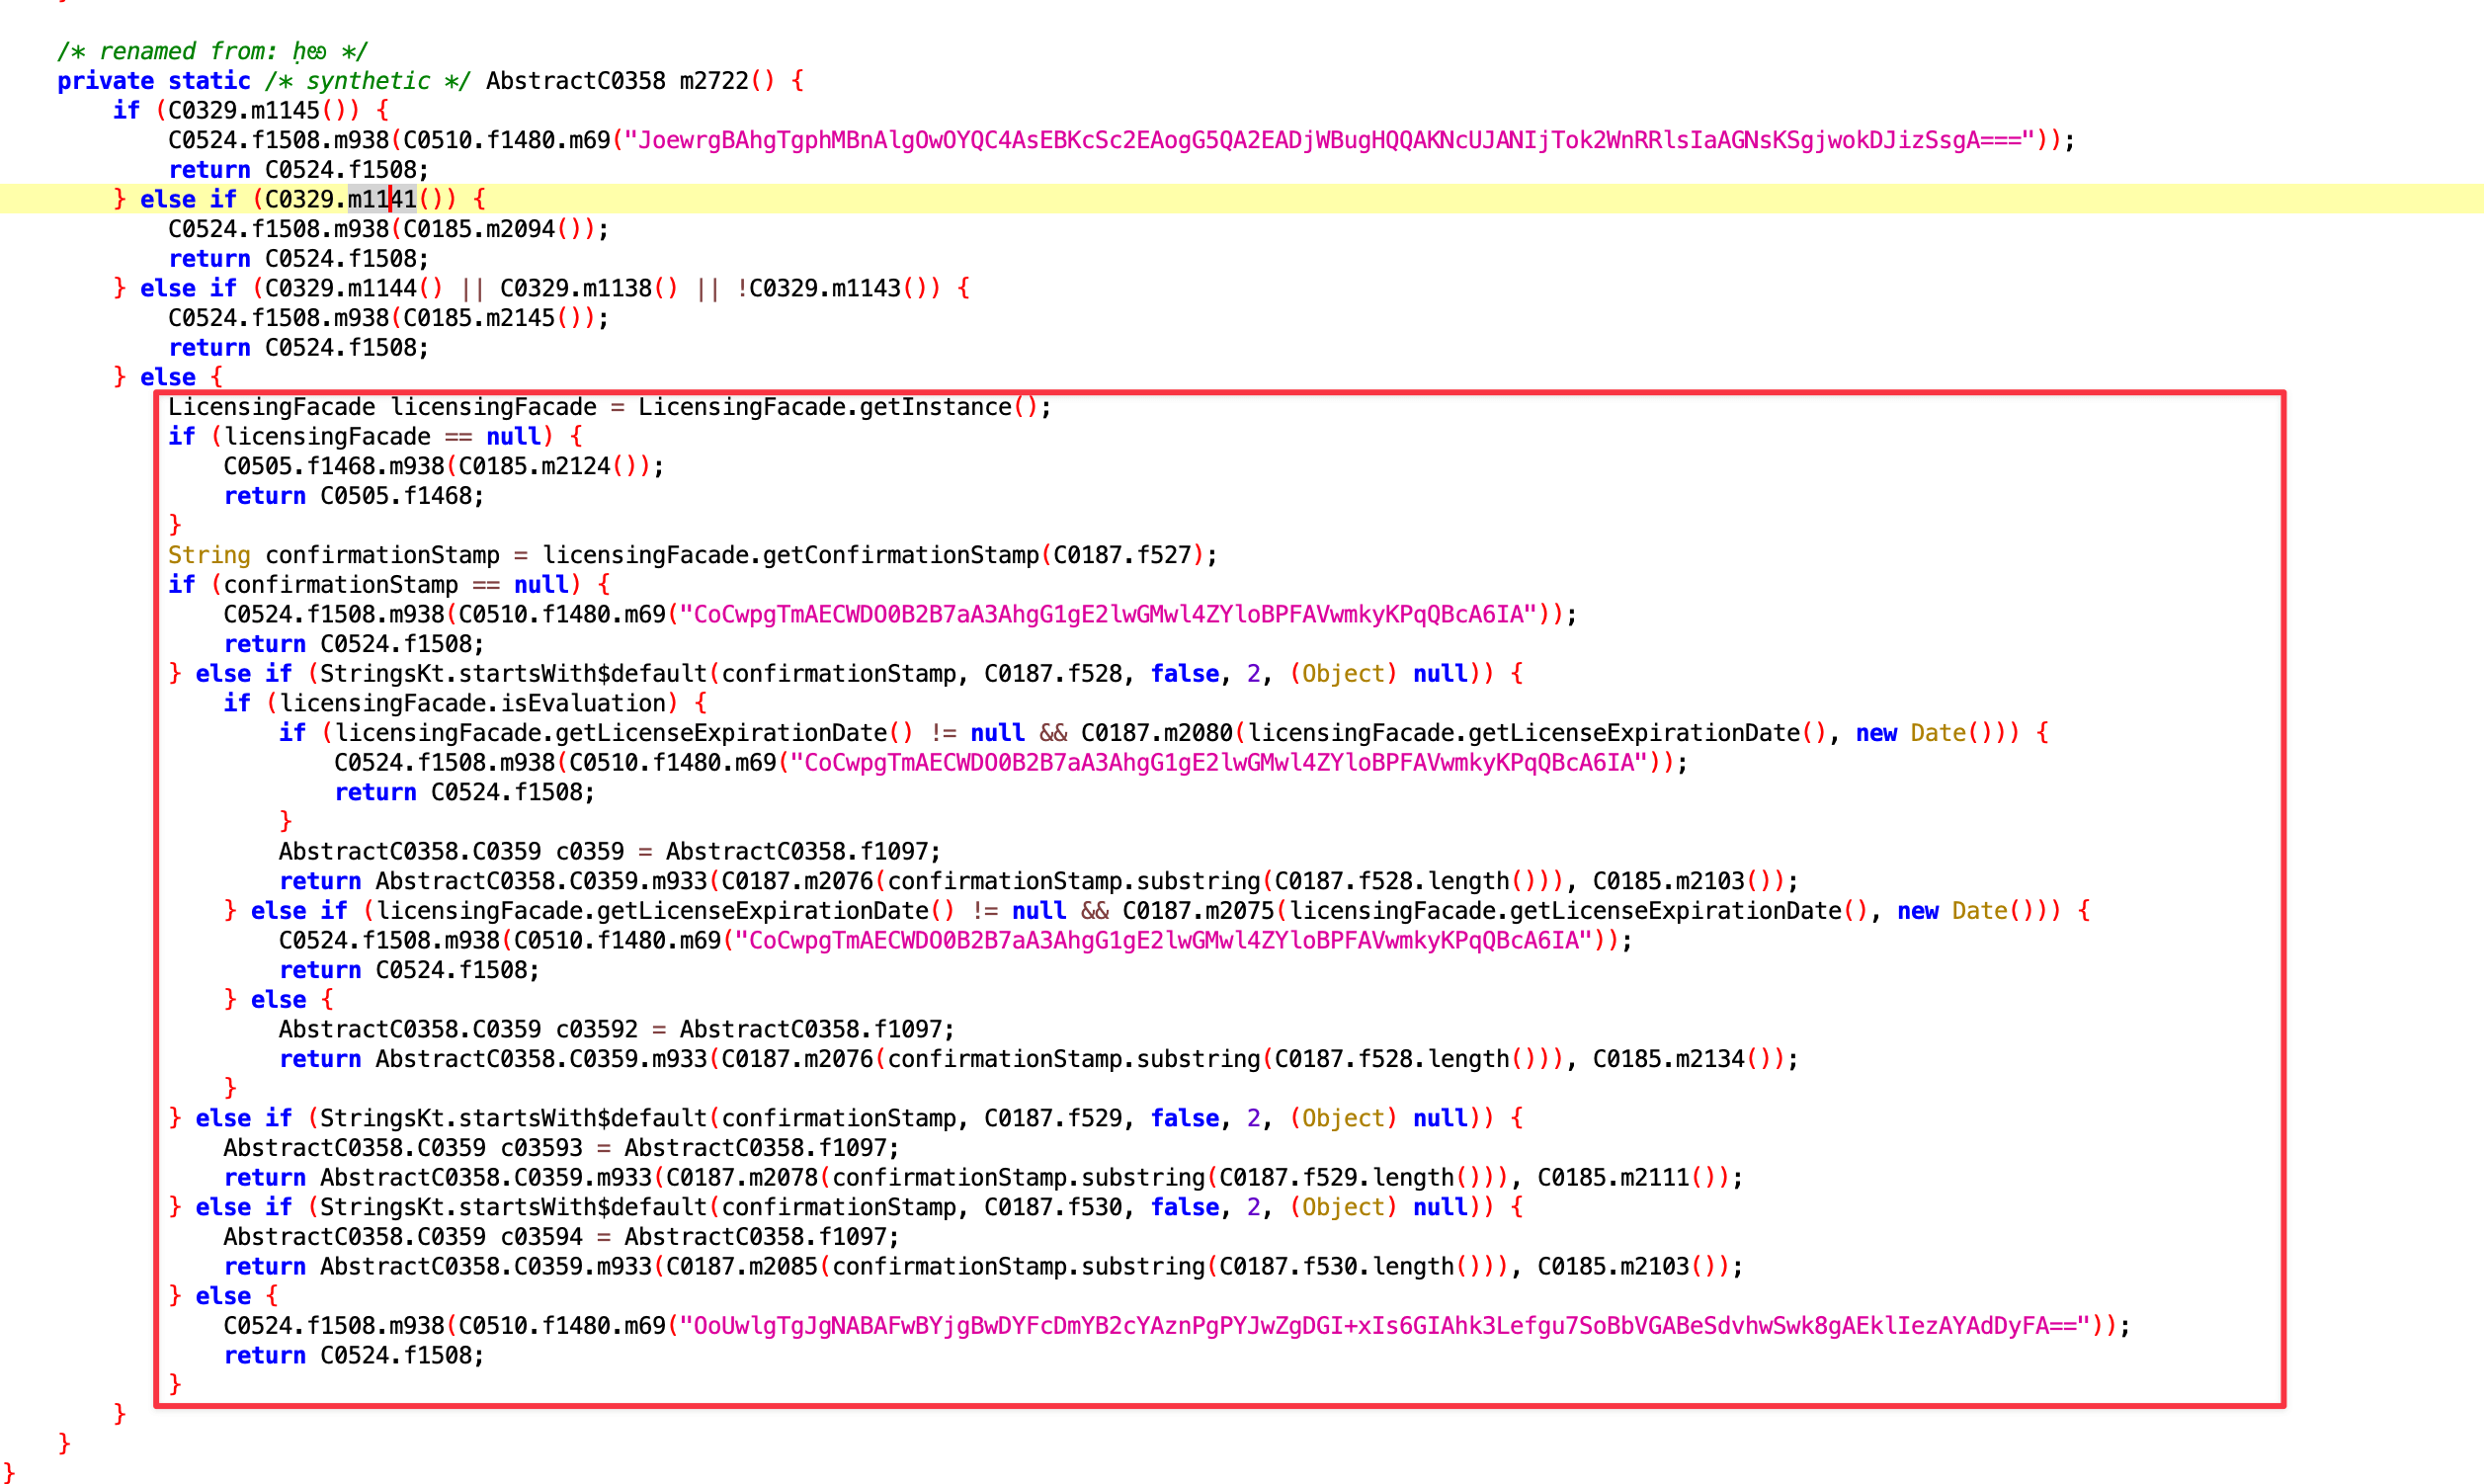 }
/* renamed from: ḥ */
private static /* synthetic */ AbstractC0358 m2722() {
if (C0329.m1145()) {
C0524.f1508.m938(C0510.f1480.m69("JoewrgBAhgTgphMBnAlgOwOYQC4AsEBKcSc2EAogG5QA2EADjWBugHQQAKNcUJANIjTok2WnRRlsIaAGNsKSgjwokDJizSsgA==="));
return C0524.f1508;
} else if (C0329.m1141()) {
C0524.f1508.m938(C0185.m2094());
return C0524.f1508;
} else if (C0329.m1144() || C0329.m1138() || !C0329.m1143()) {
C0524.f1508.m938(C0185.m2145());
return C0524.f1508;
} else {
LicensingFacade licensingFacade = LicensingFacade.getInstance();
if (licensingFacade == null) {
C0505.f1468.m938(C0185.m2124());
return C0505.f1468;
}
String confirmationStamp = licensingFacade.getConfirmationStamp(C0187.f527);
if (confirmationStamp == null) {
C0524.f1508.m938(C0510.f1480.m69("CoCwpgTmAECWDO0B2B7aA3AhgG1gE2lwGMwl4ZYloBPFAVwmkyKPqQBcA6IA"));
return C0524.f1508;
} else if (StringsKt.startsWith$default(confirmationStamp, C0187.f528, false, 2, (Object) null)) {
if (licensingFacade.isEvaluation) {
if (licensingFacade.getLicenseExpirationDate() != null && C0187.m2080(licensingFacade.getLicenseExpirationDate(), new Date())) {
C0524.f1508.m938(C0510.f1480.m69("CoCwpgTmAECWDO0B2B7aA3AhgG1gE2lwGMwl4ZYloBPFAVwmkyKPqQBcA6IA"));
return C0524.f1508;
}
AbstractC0358.C0359 c0359 = AbstractC0358.f1097;
return AbstractC0358.C0359.m933(C0187.m2076(confirmationStamp.substring(C0187.f528.length())), C0185.m2103());
} else if (licensingFacade.getLicenseExpirationDate() != null && C0187.m2075(licensingFacade.getLicenseExpirationDate(), new Date())) {
C0524.f1508.m938(C0510.f1480.m69("CoCwpgTmAECWDO0B2B7aA3AhgG1gE2lwGMwl4ZYloBPFAVwmkyKPqQBcA6IA"));
return C0524.f1508;
} else {
AbstractC0358.C0359 c03592 = AbstractC0358.f1097;
return AbstractC0358.C0359.m933(C0187.m2076(confirmationStamp.substring(C0187.f528.length())), C0185.m2134());
}
} else if (StringsKt.startsWith$default(confirmationStamp, C0187.f529, false, 2, (Object) null)) {
AbstractC0358.C0359 c03593 = AbstractC0358.f1097;
return AbstractC0358.C0359.m933(C0187.m2078(confirmationStamp.substring(C0187.f529.length())), C0185.m2111());
} else if (StringsKt.startsWith$default(confirmationStamp, C0187.f530, false, 2, (Object) null)) {
AbstractC0358.C0359 c03594 = AbstractC0358.f1097;
return AbstractC0358.C0359.m933(C0187.m2085(confirmationStamp.substring(C0187.f530.length())), C0185.m2103());
} else {
C0524.f1508.m938(C0510.f1480.m69("OoUwlgTgJgNABAFwBYjgBwDYFcDmYB2cYAznPgPYJwZgDGI+xIs6GIAhk3Lefgu7SoBbVGABeSdvhwSwk8gAEklIezAYAdDyFA=="));
return C0524.f1508;
}
}
}
}